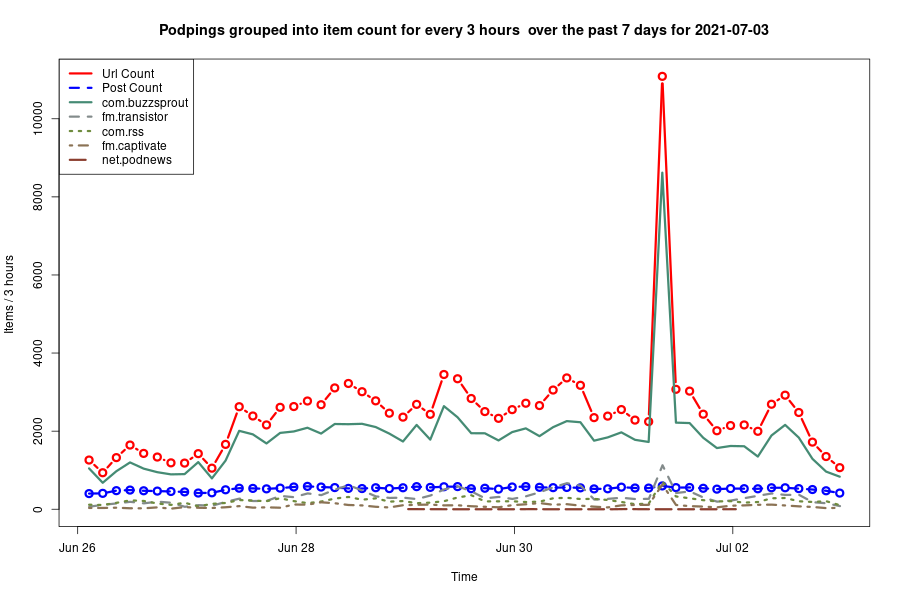 Podpings grouped into item count for every 3 hours  over the past 7 days for 2021-07-03
Url Count
Post Count
com.buzzsprout
fm.transistor
com.rss
fm.captivate
net.podnews
Items / 3 hours
10000
8000
6000
4000
2000
0
Jun 26
Jun 28
Jun 30
Jul 02
Time